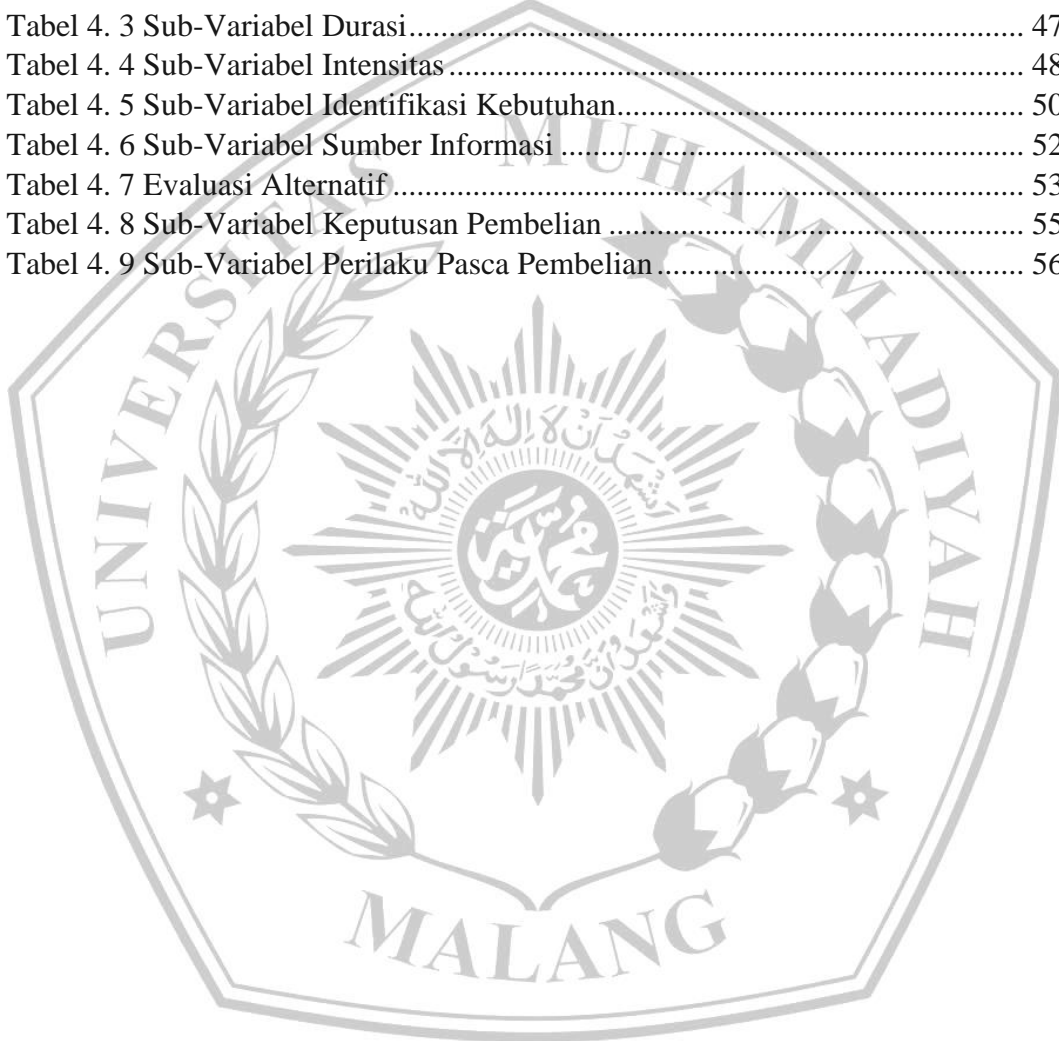 Tabel 4. 3 Sub-Variabel Durasi.......................................................................................... 47
Tabel 4. 4 Sub-Variabel Intensitas.................................................................................... 48
Tabel 4. 5 Sub-Variabel Identifikasi Kebutuhan............................................................. 50
Tabel 4. 6 Sub-Variabel Sumber Informasi..................................................................... 52
Tabel 4. 7 Evaluasi Alternatif............................................................................................. 53
Tabel 4. 8 Sub-Variabel Keputusan Pembelian.............................................................. 55
Tabel 4. 9 Sub-Variabel Perilaku Pasca Pembelian....................................................... 56
UNIVERSITAS MUHAMMADIYAH
MALANG